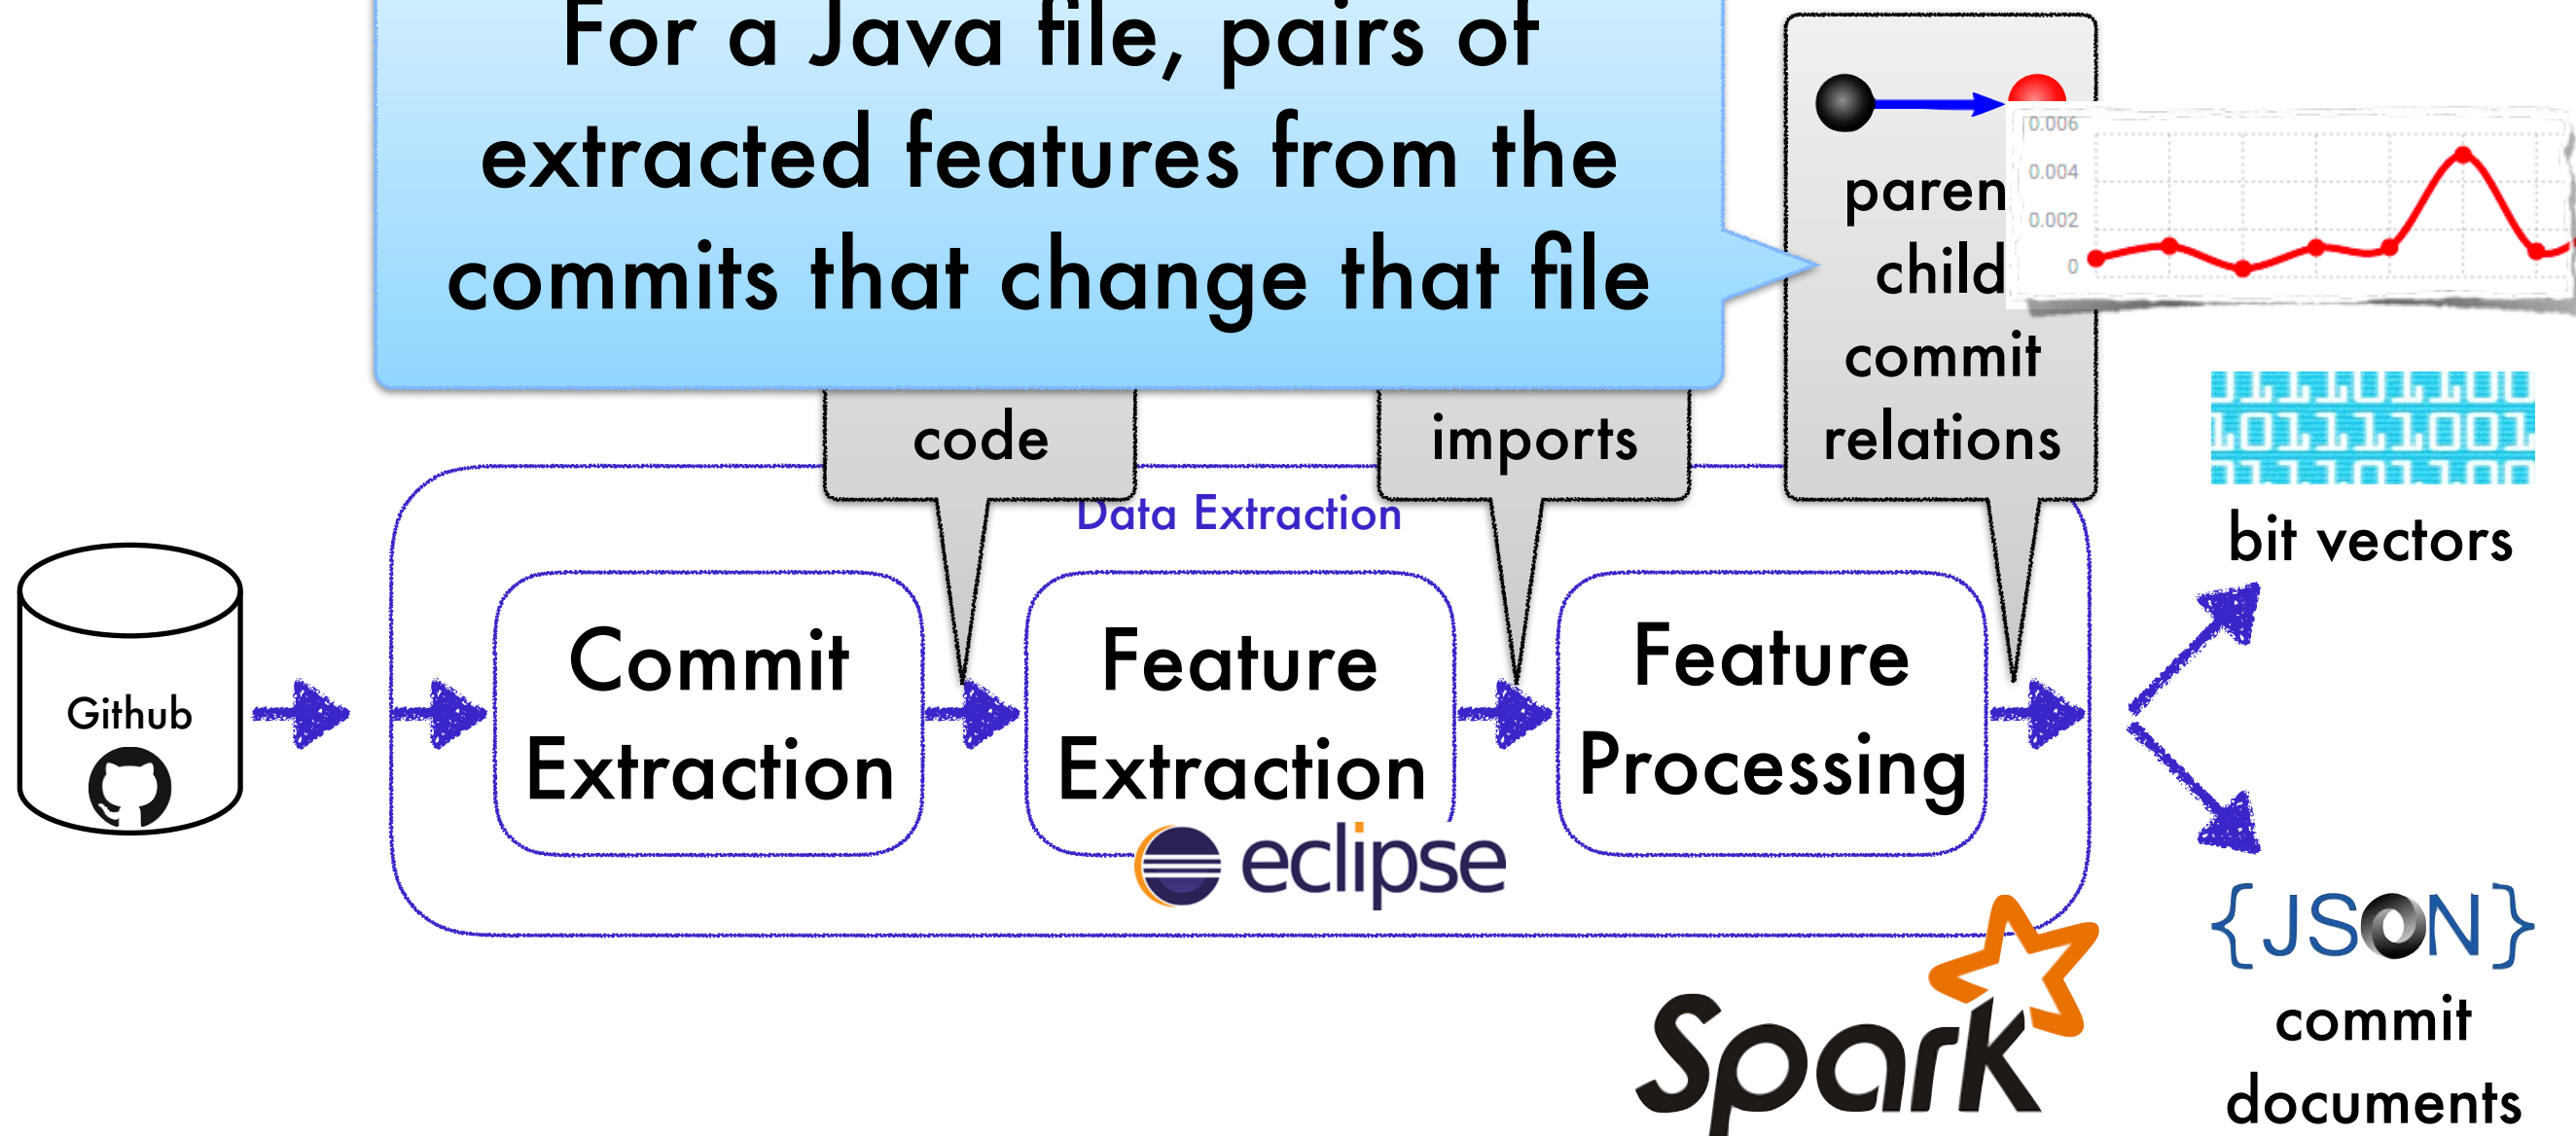 For a Java file, pairs of
extracted features from the
commits that change that file
code
imports
child
commit
relations
0.006
0.004
0.002
0
bit vectors
Data Extraction
Github
Commit
Extraction
Feature
Extraction
eclipse
Feature
Processing
Spark
{JSON}
commit
documents